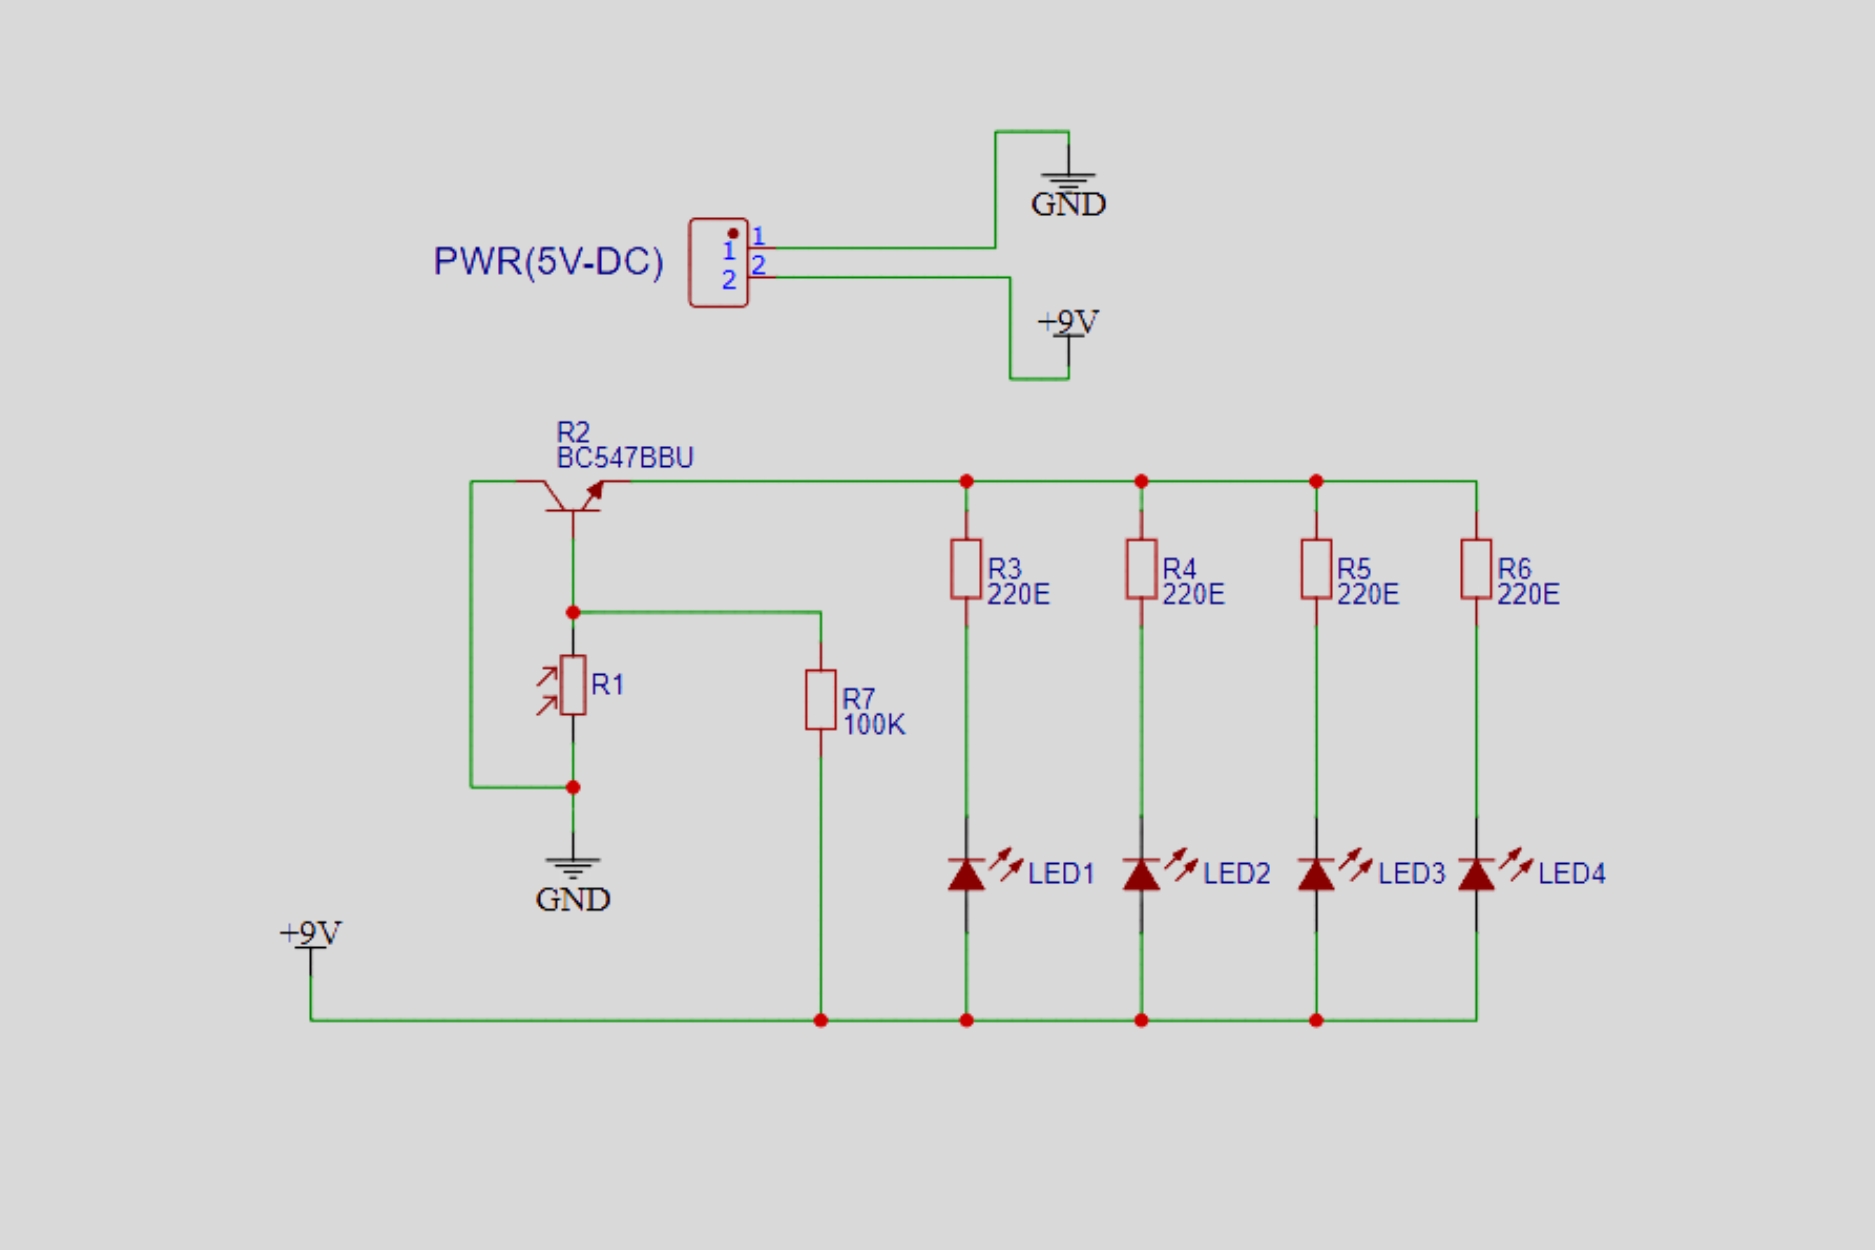 GND
PWR(5V-DC)
1
1
2
2
+9V
R2
BC547BBU
R3
220E
R4
220E
R5
220E
R6
220E
R1
R7
100K
LED1
LED2
LED3
LED4
GND
+9V